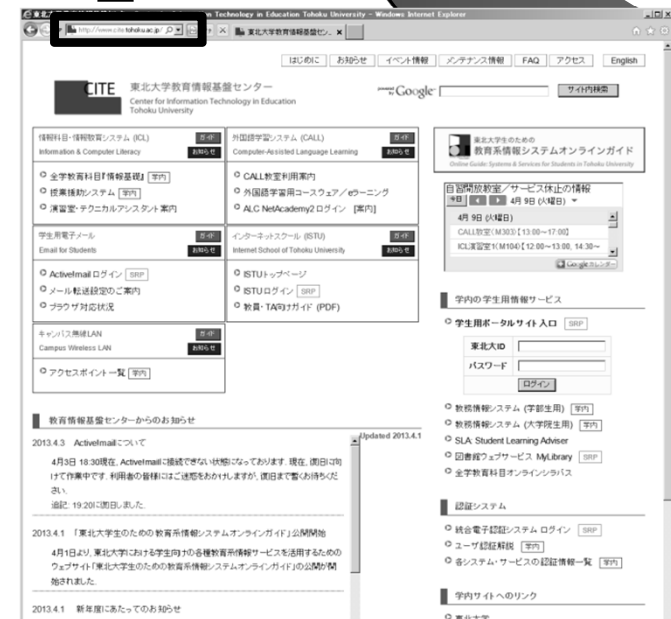 東北大学教育情報基盤センター Center for Information Technology in Education Tohoku University - Windows Internet Explorer
http://www.cite.tohoku.ac.jp/
東北大学教育情報基盤セン...
はじめに お知らせ イベント情報 メンテナンス情報 FAQ アクセス English
CITE 東北大学教育情報基盤センター
Center for Information Technology in Education
Tohoku University
Google サイト内検索
情報科目・情報教育システム (ICL) ガイド
Information & Computer Literacy お知らせ
全学教育科目『情報基礎』 学内
授業援助システム 学内
演習室・テクニカルアシスタント案内
外国語学習システム (CALL) ガイド
Computer-Assisted Language Learning お知らせ
CALL教室利用案内
外国語学習用コースウェア/eラーニング
ALC NetAcademy2 ログイン [案内]
学生用電子メール ガイド
Email for Students お知らせ
Active!mail ログイン SRP
メール転送設定のご案内
ブラウザ対応状況
インターネットスクール (ISTU) ガイド
Internet School of Tohoku University お知らせ
ISTUトップページ
ISTUログイン SRP
教員・TA向けガイド (PDF)
キャンパス無線LAN ガイド
Campus Wireless LAN お知らせ
アクセスポイント一覧 学内
教育情報基盤センターからのお知らせ
Updated 2013.4.1
2013.4.3 Active!mailについて
4月3日 18:30現在, Active!mailに接続できない状態になっております. 現在, 復旧に向
けて作業中です. 利用者の皆様にはご迷惑をおかけしますが, 復旧まで暫くお待ちくだ
さい.
追記: 19:20に復旧しました.
2013.4.1 「東北大学生のための教育系情報システムオンラインガイド」公開開始
4月1日より, 東北大学における学生向けの各種教育系情報サービスを活用するための
ウェブサイト「東北大学生のための教育系情報システムオンラインガイド」の公開が開
始されました.
2013.4.1 新年度にあたってのお知らせ
東北大学生のための
教育系情報システムオンラインガイド
Online Guide: Systems & Services for Students in Tohoku University
自習開放教室／サービス休止の情報
今日 4月 9日 (火曜日)
4月 9日 (火曜日)
CALL教室(M303)【13:00~17:00】
ICL演習室1(M104)【12:00~13:00, 14:30~
Googleカレンダー
学内の学生用情報サービス
学生用ポータルサイト入口 SRP
東北大ID
パスワード
ログイン
教務情報システム (学部生用) 学内
教務情報システム (大学院生用) 学内
SLA: Student Learning Adviser
図書館ウェブサービス MyLibrary SRP
全学教育科目オンラインシラバス
認証システム
統合電子認証システム ログイン SRP
ユーザ認証解説 学内
各システム・サービスの認証情報一覧 学内
学内サイトへのリンク
東北大学